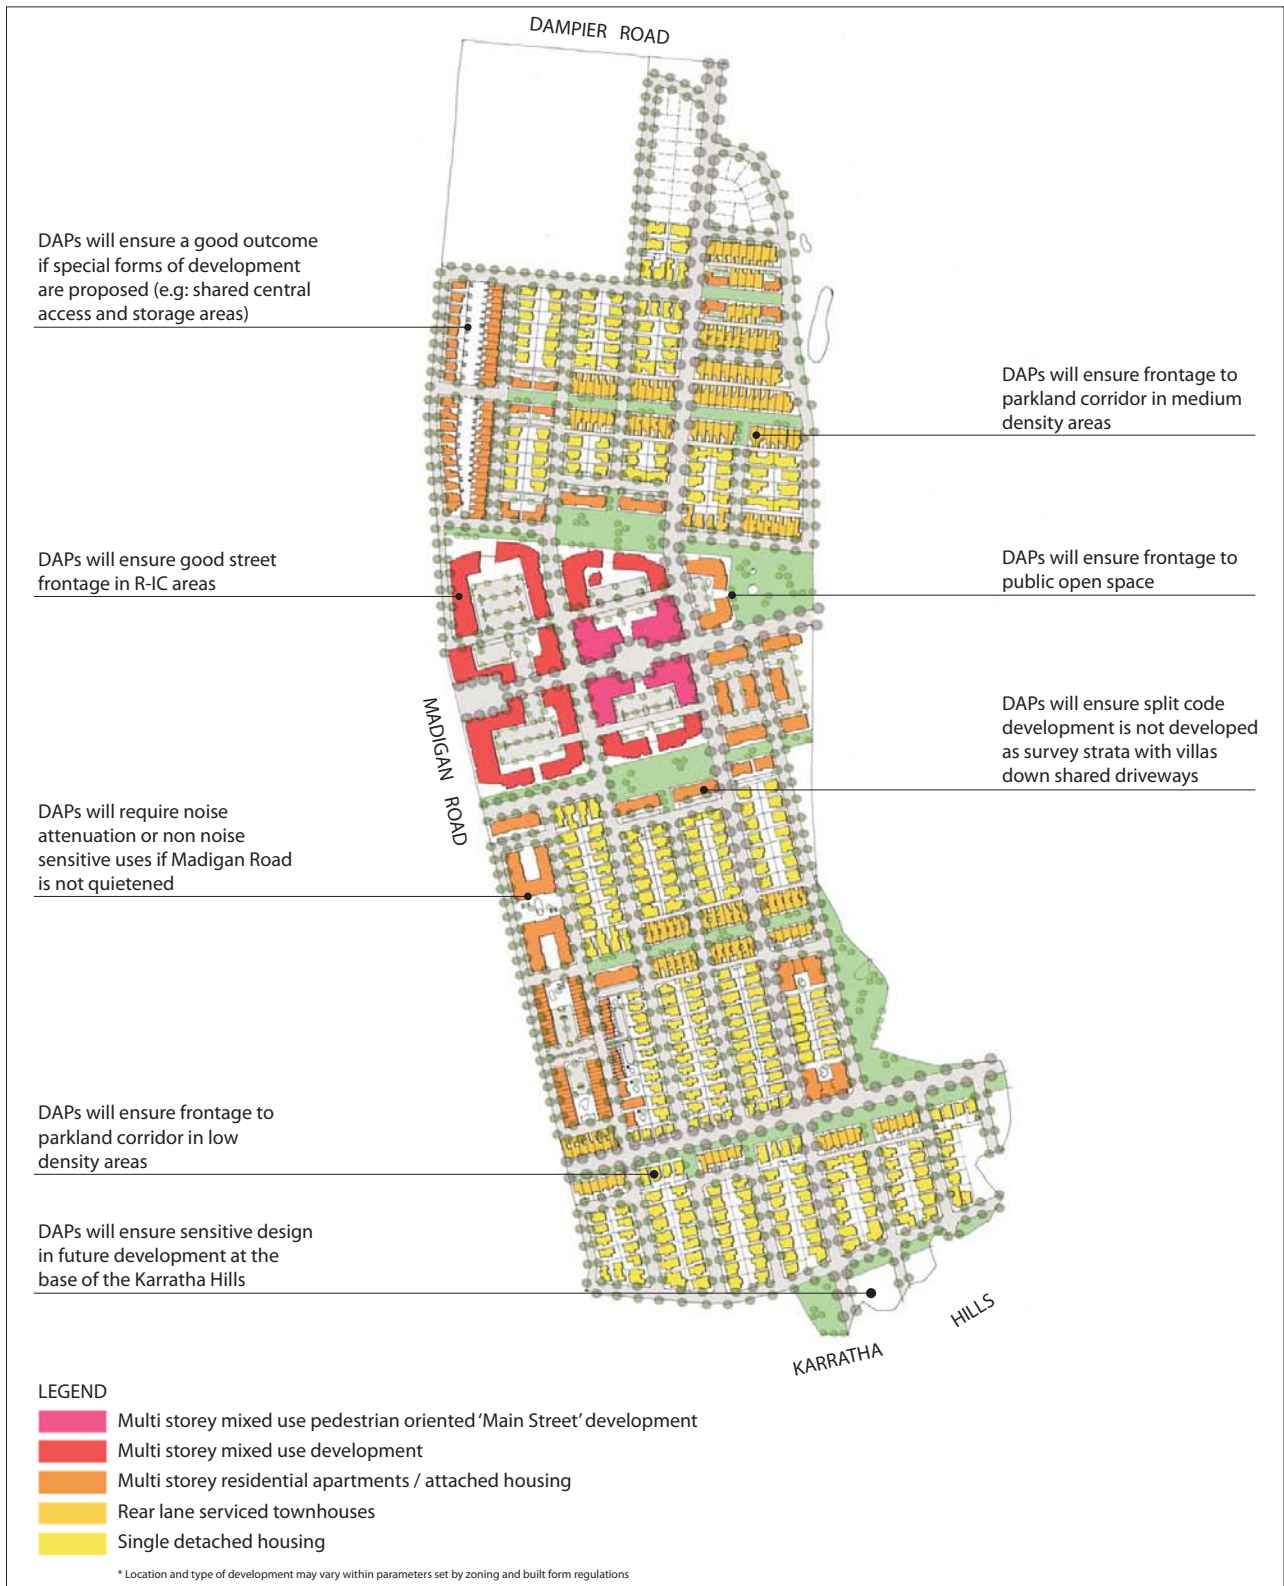 DAMPIER ROAD
DAPs will ensure a good outcome
if special forms of development
are proposed (e.g: shared central
access and storage areas)
DAPs will ensure frontage to
parkland corridor in medium
density areas
DAPs will ensure good street
frontage in R-IC areas
DAPs will ensure frontage to
public open space
MADIGAN ROAD
DAPs will ensure split code
development is not developed
as survey strata with villas
down shared driveways
DAPs will require noise
attenuation or non noise
sensitive uses if Madigan Road
is not quietened
DAPs will ensure frontage to
parkland corridor in low
density areas
DAPs will ensure sensitive design
in future development at the
base of the Karratha Hills
KARRATHA HILLS
LEGEND
Multi storey mixed use pedestrian oriented 'Main Street' development
Multi storey mixed use development
Multi storey residential apartments / attached housing
Rear lane serviced townhouses
Single detached housing
* Location and type of development may vary within parameters set by zoning and built form regulations